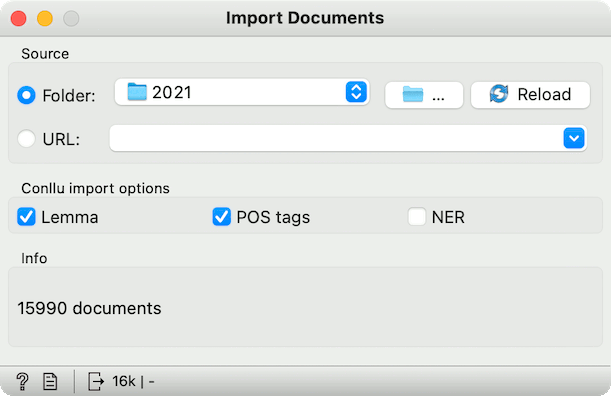 Import Documents
Source
Folder: 2021 ... Reload
URL:
Conllu import options
Lemma POS tags NER
Info
15990 documents
? 16k | -